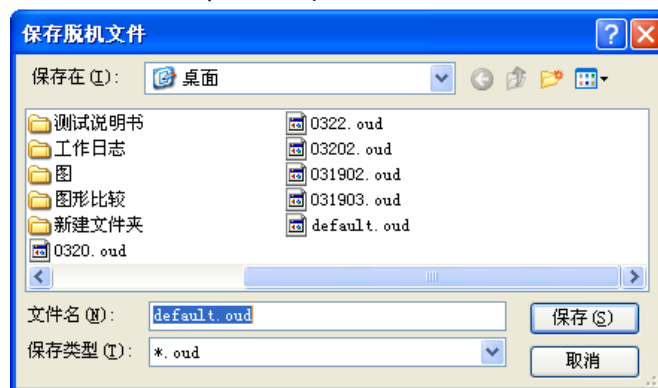 保存脱机文件
保存在(I): 桌面
测试说明书
工作日志
图
图形比较
新建文件夹
0320.oud
0322.oud
03202.oud
031902.oud
031903.oud
default.oud
文件名(N): default.oud
保存(S)
保存类型(T): *.oud
取消